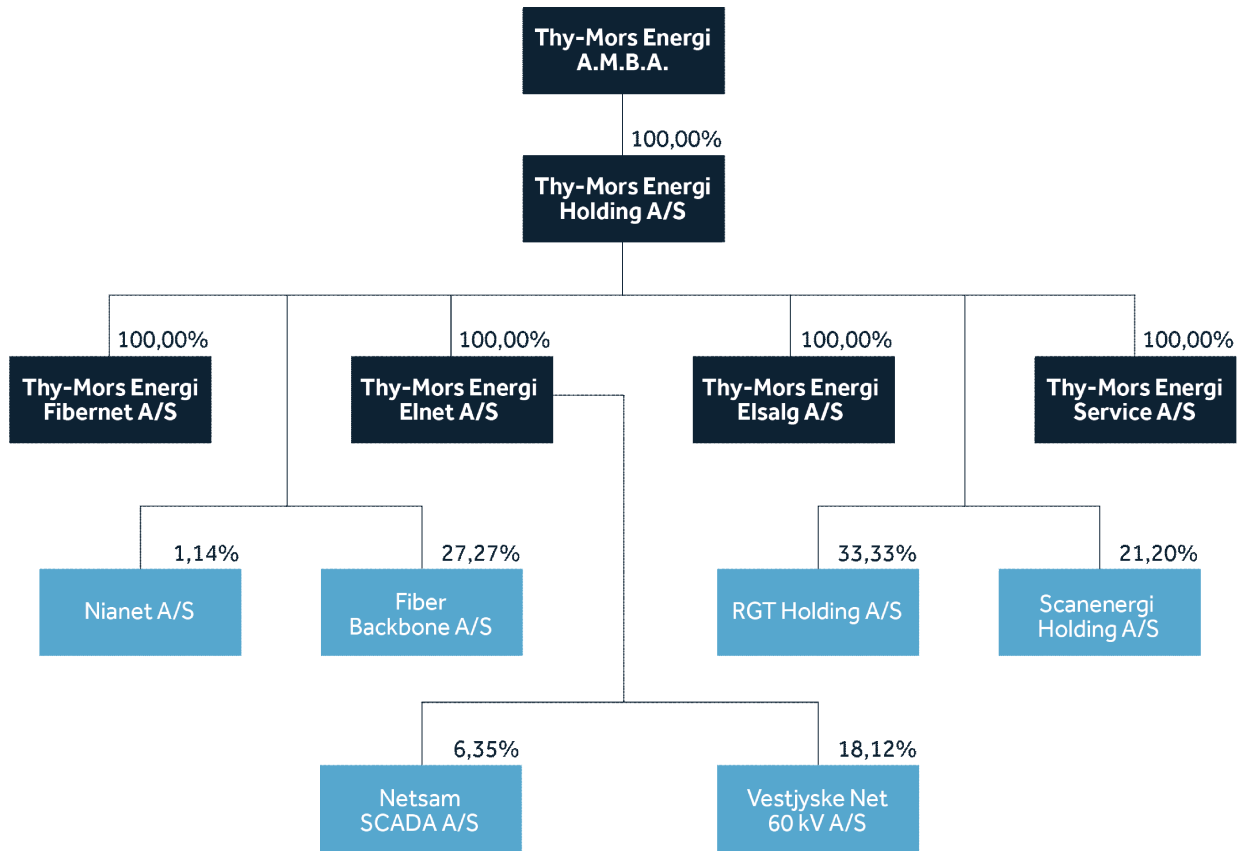 Thy-Mors Energi
A.M.B.A.
100,00%
Thy-Mors Energi
Holding A/S
100,00%
Thy-Mors Energi
Fibernet A/S
100,00%
Thy-Mors Energi
Elnet A/S
100,00%
Thy-Mors Energi
Elsalg A/S
100,00%
Thy-Mors Energi
Service A/S
1,14%
Nianet A/S
27,27%
Fiber
Backbone A/S
33,33%
RGT Holding A/S
21,20%
Scanenergi
Holding A/S
6,35%
Netsam
SCADA A/S
18,12%
Vestjyske Net
60 kV A/S